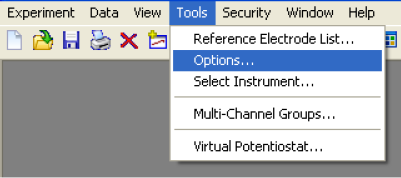 Experiment Data View Tools Security Window Help
Reference Electrode List...
Options...
Select Instrument...
Multi-Channel Groups...
Virtual Potentiostat...